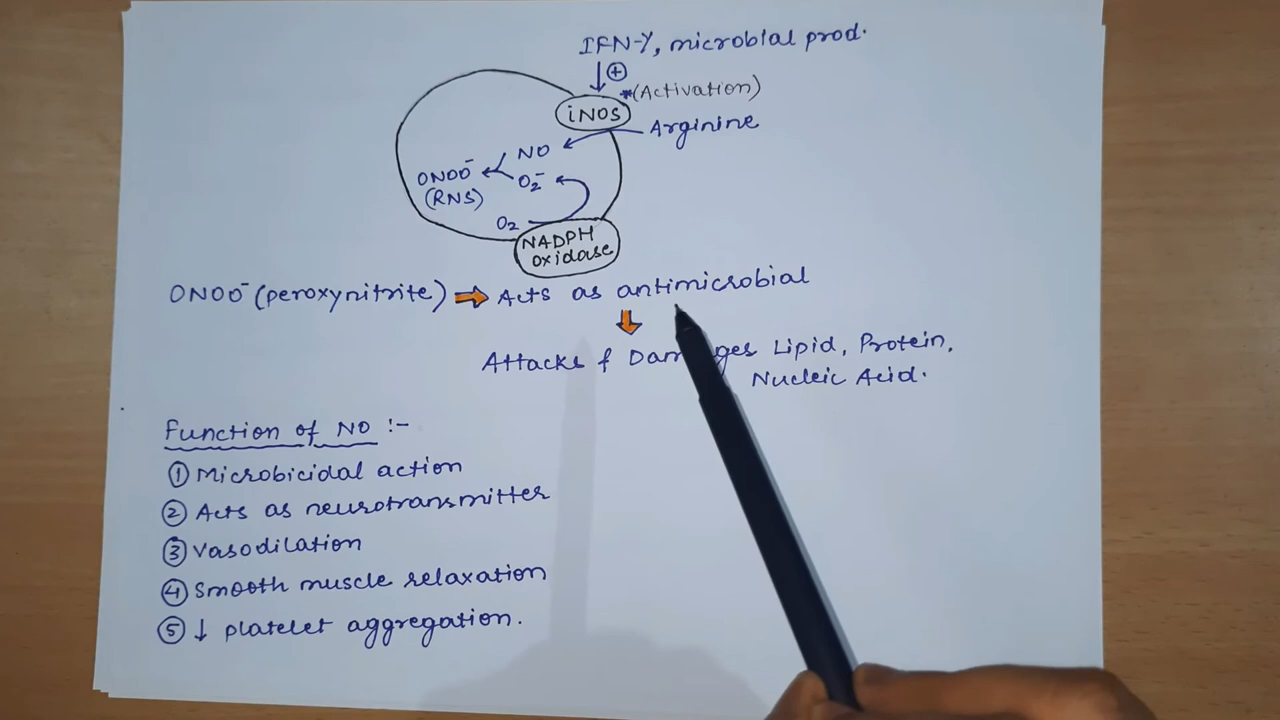 IFN-γ, microbial prod.
↓ ⊕
*(Activation)
iNOS
Arginine
NO
ONOO⁻
O₂⁻
(RNS)
O₂
NADPH
oxidase
ONOO⁻ (peroxynitrite) ⇒ Acts as antimicrobial
Attacks & Damages Lipid, Protein,
Nucleic Acid.
Function of NO :-
① Microbicidal action
② Acts as neurotransmitter
③ Vasodilation
④ Smooth muscle relaxation
⑤ ↓ platelet aggregation.